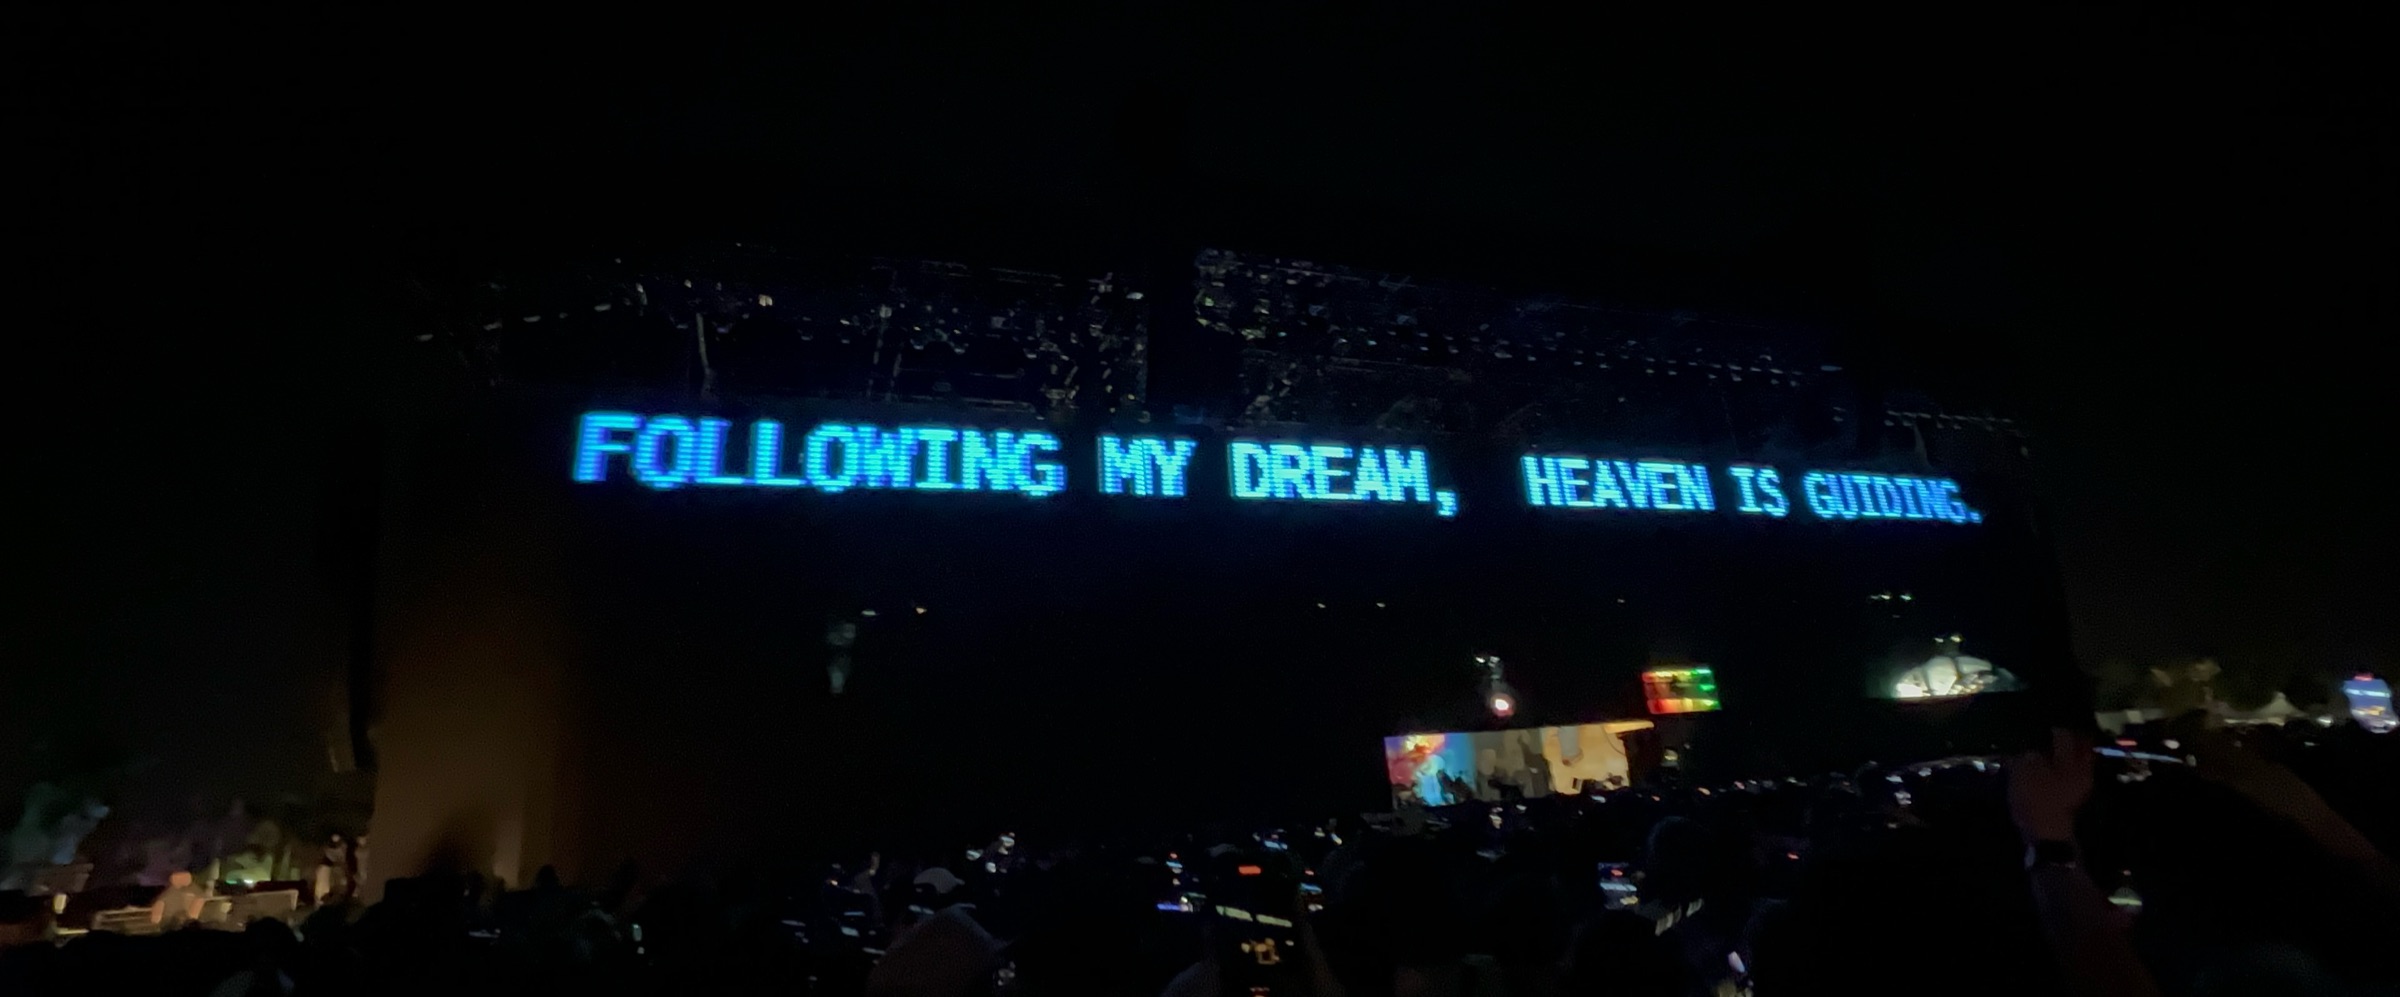 FOLLOWING MY DREAM, HEAVEN IS GUIDING.